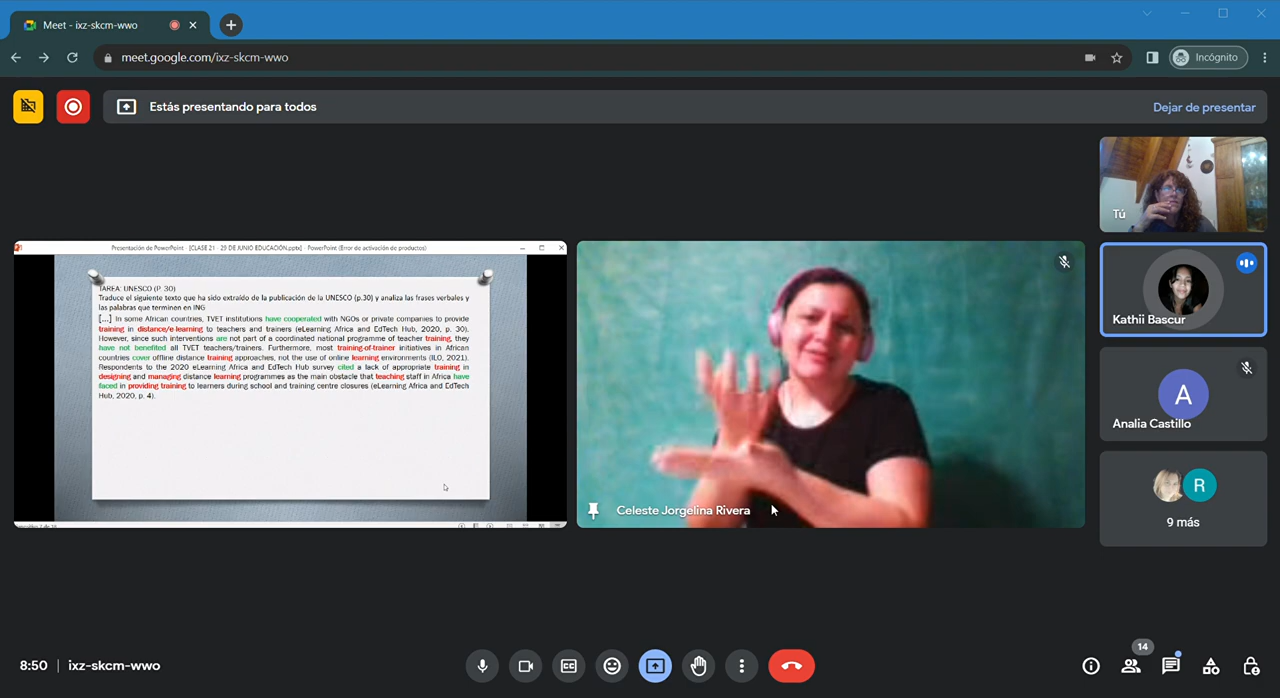 Meet - ixz-skcm-wwo
meet.google.com/ixz-skcm-wwo
Incógnito
Estás presentando para todos
Dejar de presentar
Presentación de PowerPoint - [CLASE 21 - 29 DE JUNIO EDUCACIÓN.pptx] - PowerPoint (Error de activación de productos)
TAREA: UNESCO (P. 30)
Traduce el siguiente texto que ha sido extraído de la publicación de la UNESCO (p.30) y analiza las frases verbales y
las palabras que terminen en ING
[...] In some African countries, TVET institutions have cooperated with NGOs or private companies to provide
training in distance/e-learning to teachers and trainers (eLearning Africa and EdTech Hub, 2020, p. 30).
However, since such interventions are not part of a coordinated national programme of teacher training, they
have not benefited all TVET teachers/trainers. Furthermore, most training-of-trainer initiatives in African
countries cover offline distance training approaches, not the use of online learning environments (ILO, 2021).
Respondents to the 2020 eLearning Africa and EdTech Hub survey cited a lack of appropriate training in
designing and managing distance learning programmes as the main obstacle that teaching staff in Africa have
faced in providing training to learners during school and training centre closures (eLearning Africa and EdTech
Hub, 2020, p. 4).
Celeste Jorgelina Rivera
Tú
Kathii Bascur
A
Analia Castillo
R
9 más
8:50 | ixz-skcm-wwo
14